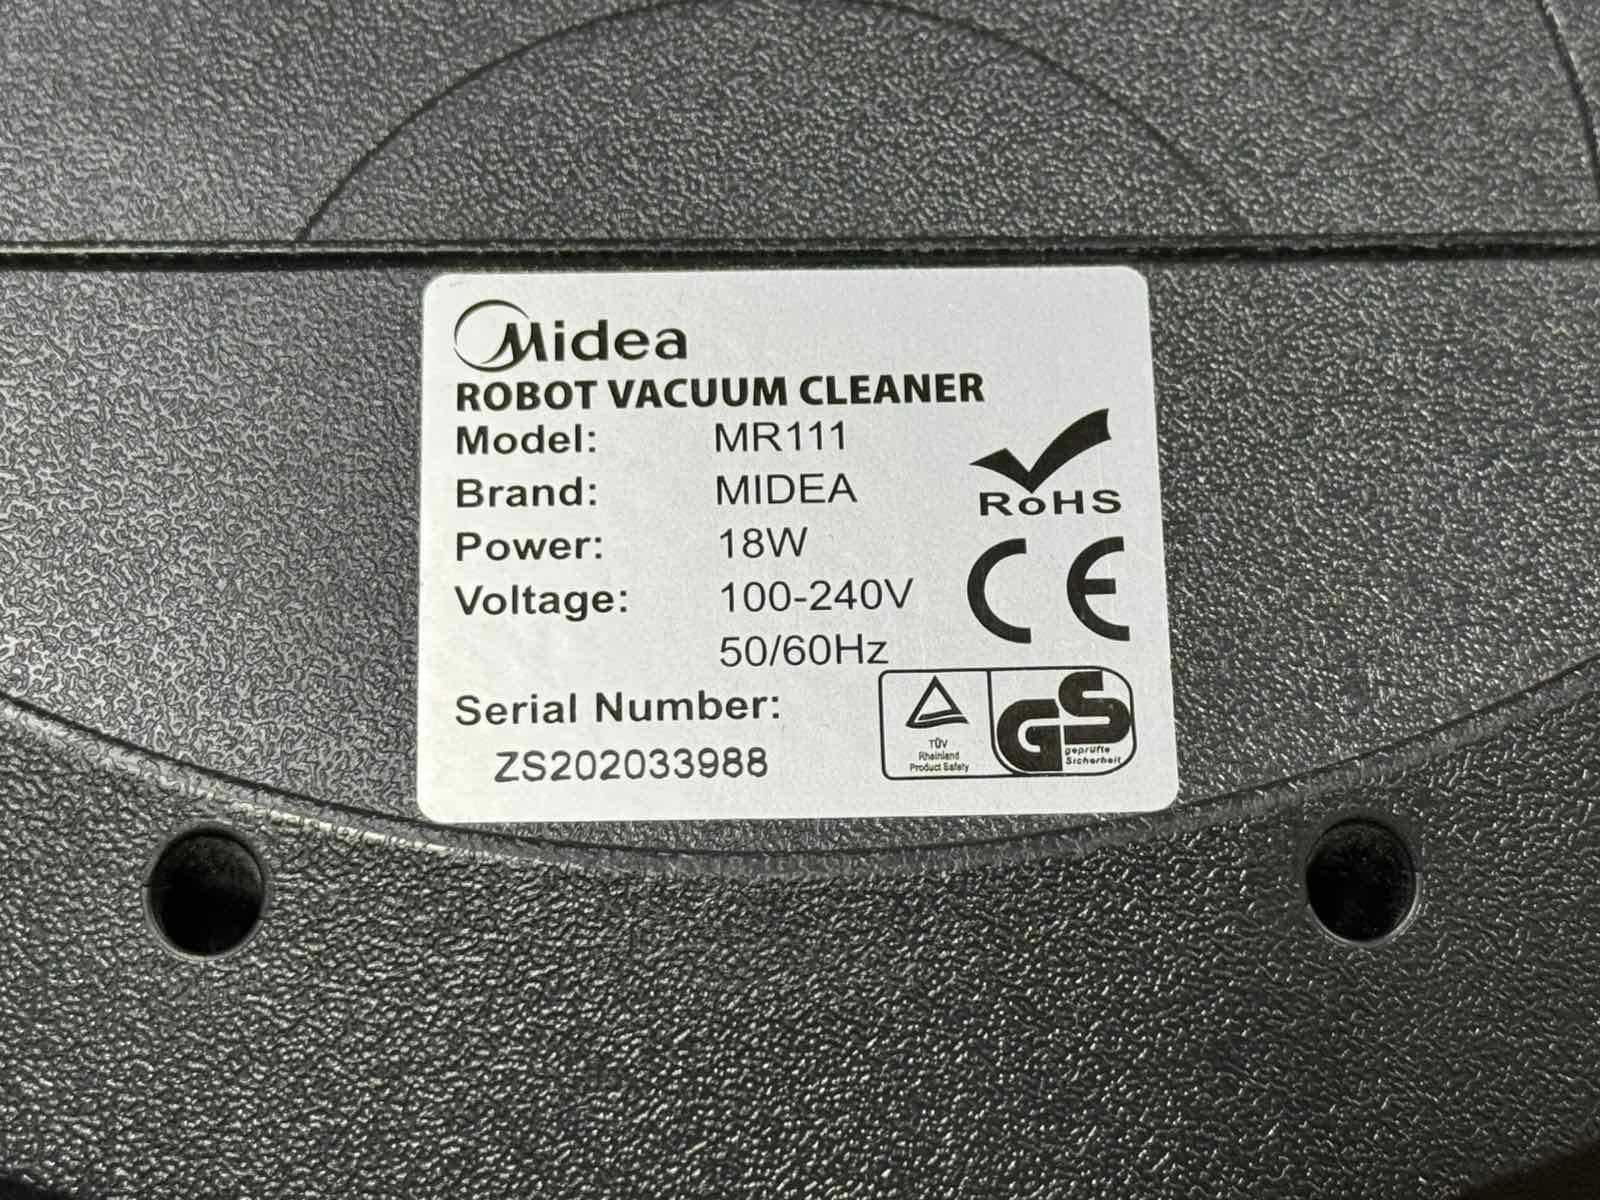 Midea
ROBOT VACUUM CLEANER
Model: MR111
Brand: MIDEA
Power: 18W
Voltage: 100-240V
50/60Hz
Serial Number:
ZS202033988
RoHS
CE
TÜV
Rheinland
Product Safety
GS
geprüfte
Sicherheit